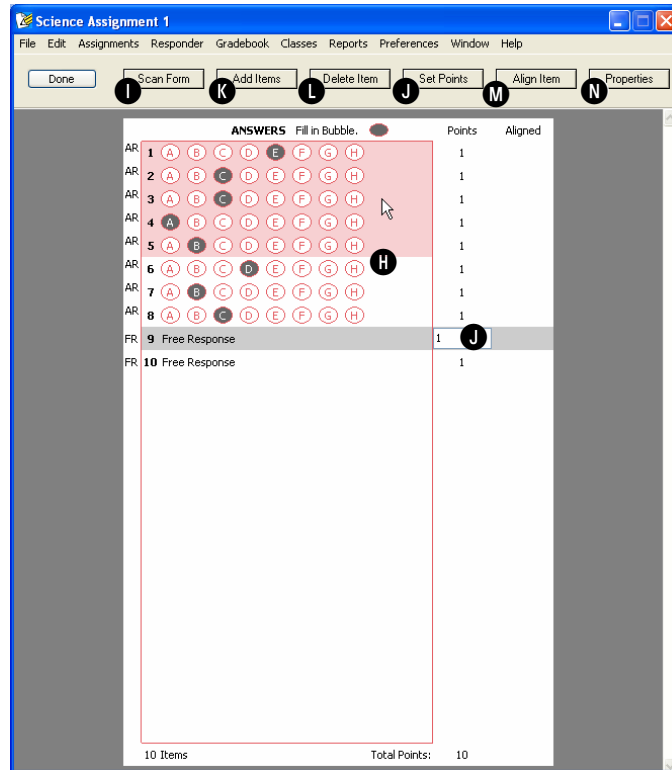 Science Assignment 1
File Edit Assignments Responder Gradebook Classes Reports Preferences Window Help
Done Scan Form Add Items Delete Item Set Points Align Item Properties
I K L J M N
ANSWERS Fill in Bubble. Points Aligned
AR 1 A B C D E F G H 1
AR 2 A B C D E F G H 1
AR 3 A B C D E F G H 1
AR 4 A B C D E F G H 1
AR 5 A B C D E F G H 1
H
AR 6 A B C D E F G H 1
AR 7 A B C D E F G H 1
AR 8 A B C D E F G H 1
FR 9 Free Response 1 J
FR 10 Free Response 1
10 Items Total Points: 10